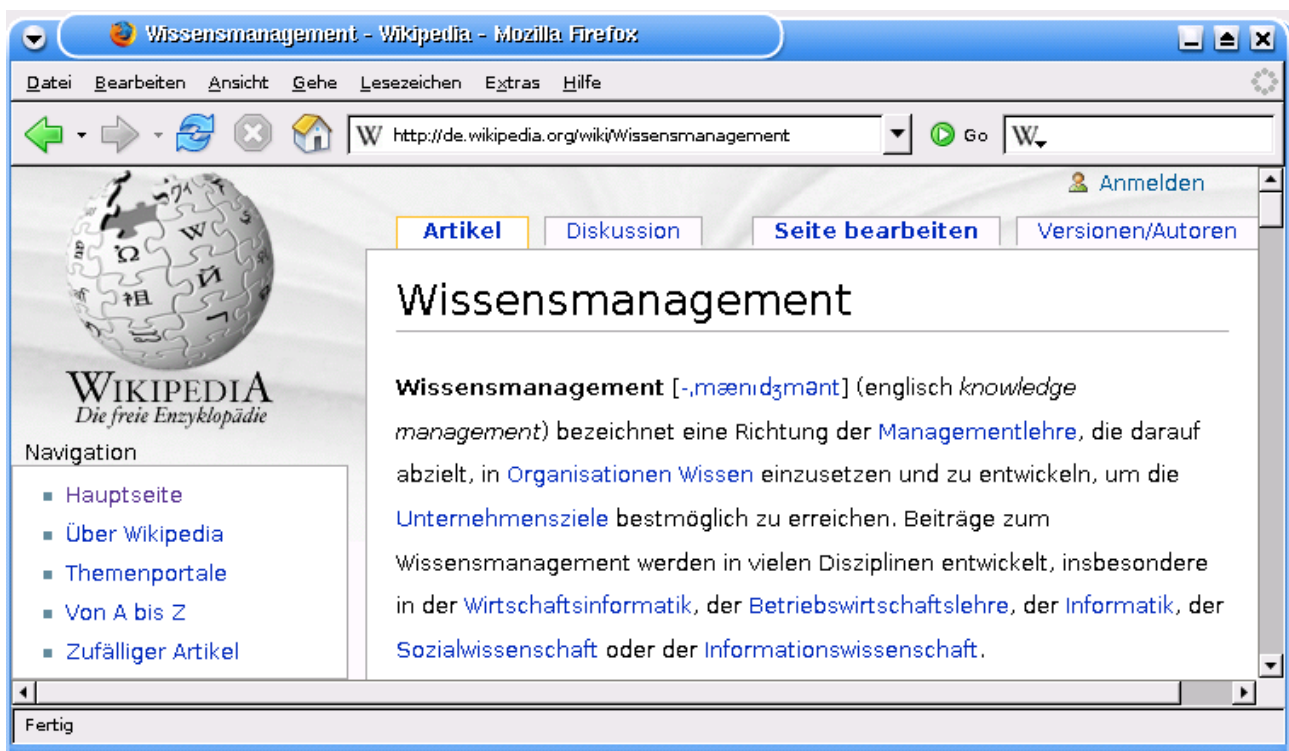 Wissensmanagement - Wikipedia - Mozilla Firefox
Datei Bearbeiten Ansicht Gehe Lesezeichen Extras Hilfe
W http://de.wikipedia.org/wiki/Wissensmanagement Go W
Anmelden
Artikel Diskussion Seite bearbeiten Versionen/Autoren
Ω W И 祖
WIKIPEDIA
Die freie Enzyklopädie
Navigation
Hauptseite
Über Wikipedia
Themenportale
Von A bis Z
Zufälliger Artikel
Wissensmanagement
Wissensmanagement [-ˌmænɪdʒmənt] (englisch knowledge
management) bezeichnet eine Richtung der Managementlehre, die darauf
abzielt, in Organisationen Wissen einzusetzen und zu entwickeln, um die
Unternehmensziele bestmöglich zu erreichen. Beiträge zum
Wissensmanagement werden in vielen Disziplinen entwickelt, insbesondere
in der Wirtschaftsinformatik, der Betriebswirtschaftslehre, der Informatik, der
Sozialwissenschaft oder der Informationswissenschaft.
Fertig